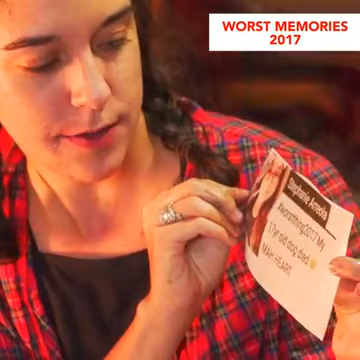 WORST MEMORIES
2017
Stephanie Arreola
#worstthing2017 My
17yr old dog died
MAH HEART